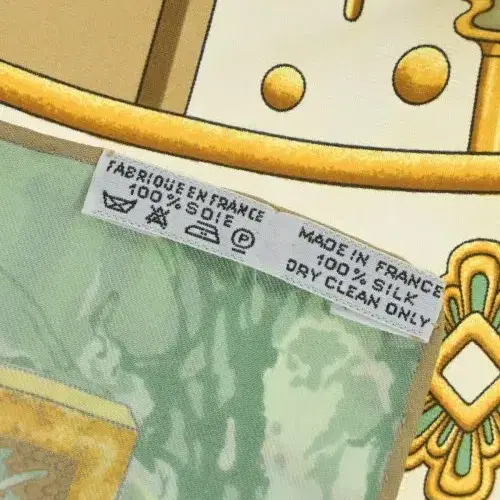 FABRIQUE EN FRANCE
100% SOIE
P
MADE IN FRANCE
100% SILK
DRY CLEAN ONLY